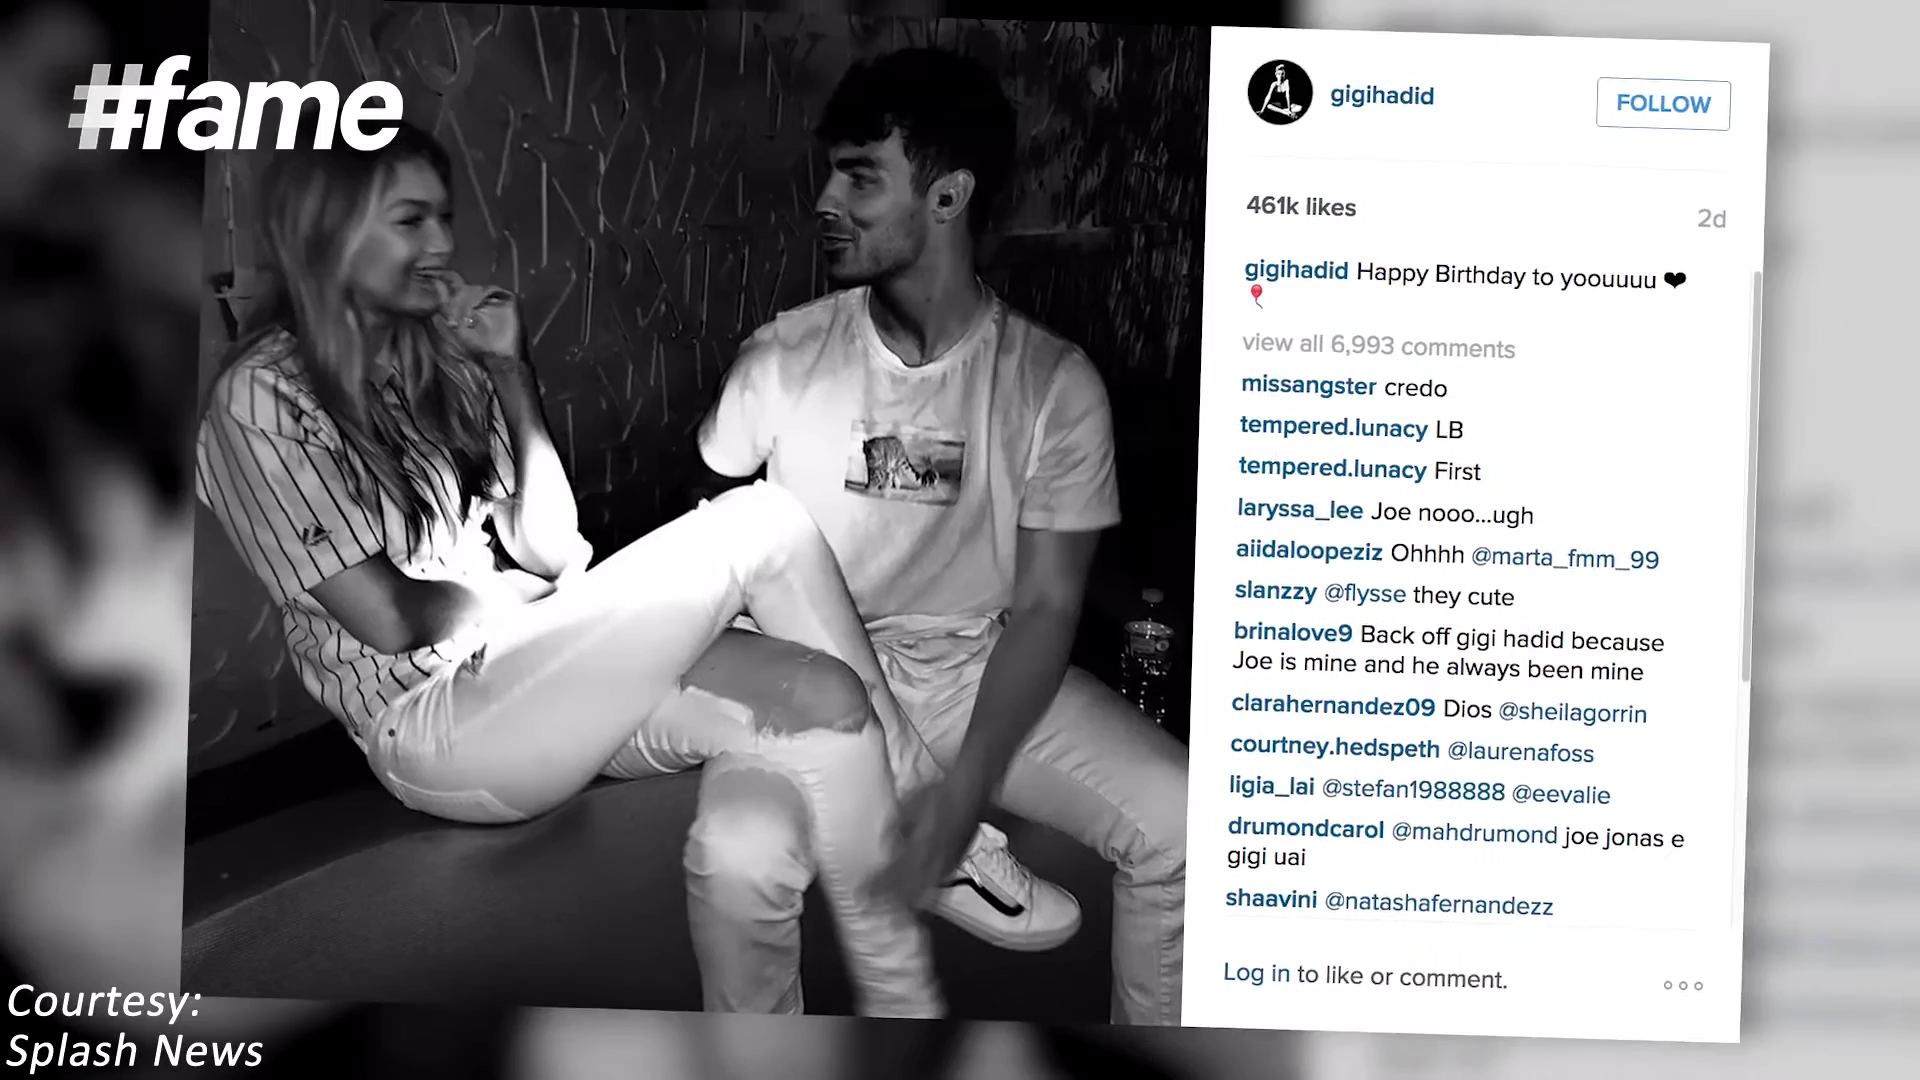 #fame
gigihadid
FOLLOW
461k likes
2d
gigihadid Happy Birthday to yoouuuu ❤
🎈
view all 6,993 comments
missangster credo
tempered.lunacy LB
tempered.lunacy First
laryssa_lee Joe nooo...ugh
aiidaloopeziz Ohhhh @marta_fmm_99
slanzzy @flysse they cute
brinalove9 Back off gigi hadid because
Joe is mine and he always been mine
clarahernandez09 Dios @sheilagorrin
courtney.hedspeth @laurenafoss
ligia_lai @stefan1988888 @eevalie
drumondcarol @mahdrumond joe jonas e
gigi uai
shaavini @natashafernandezz
Log in to like or comment.
Courtesy:
Splash News